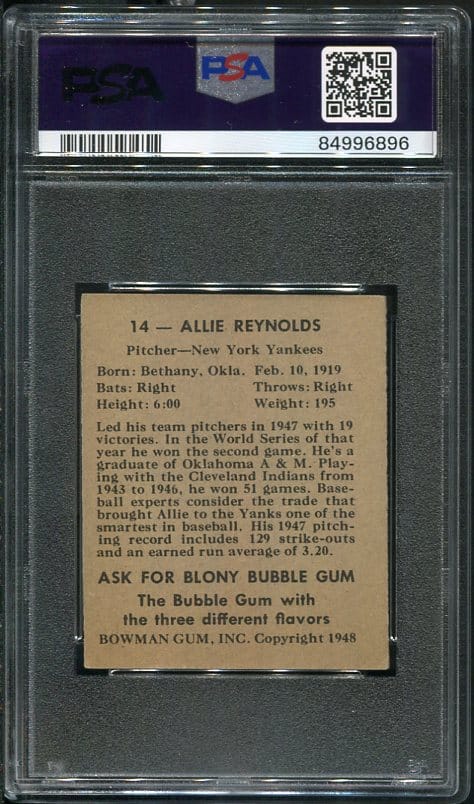 PSA
PSA
84996896
14 — ALLIE REYNOLDS
Pitcher—New York Yankees
Born: Bethany, Okla. Feb. 10, 1919
Bats: Right Throws: Right
Height: 6:00 Weight: 195
Led his team pitchers in 1947 with 19
victories. In the World Series of that
year he won the second game. He's a
graduate of Oklahoma A & M. Play-
ing with the Cleveland Indians from
1943 to 1946, he won 51 games. Base-
ball experts consider the trade that
brought Allie to the Yanks one of the
smartest in baseball. His 1947 pitch-
ing record includes 129 strike-outs
and an earned run average of 3.20.
ASK FOR BLONY BUBBLE GUM
The Bubble Gum with
the three different flavors
BOWMAN GUM, INC. Copyright 1948